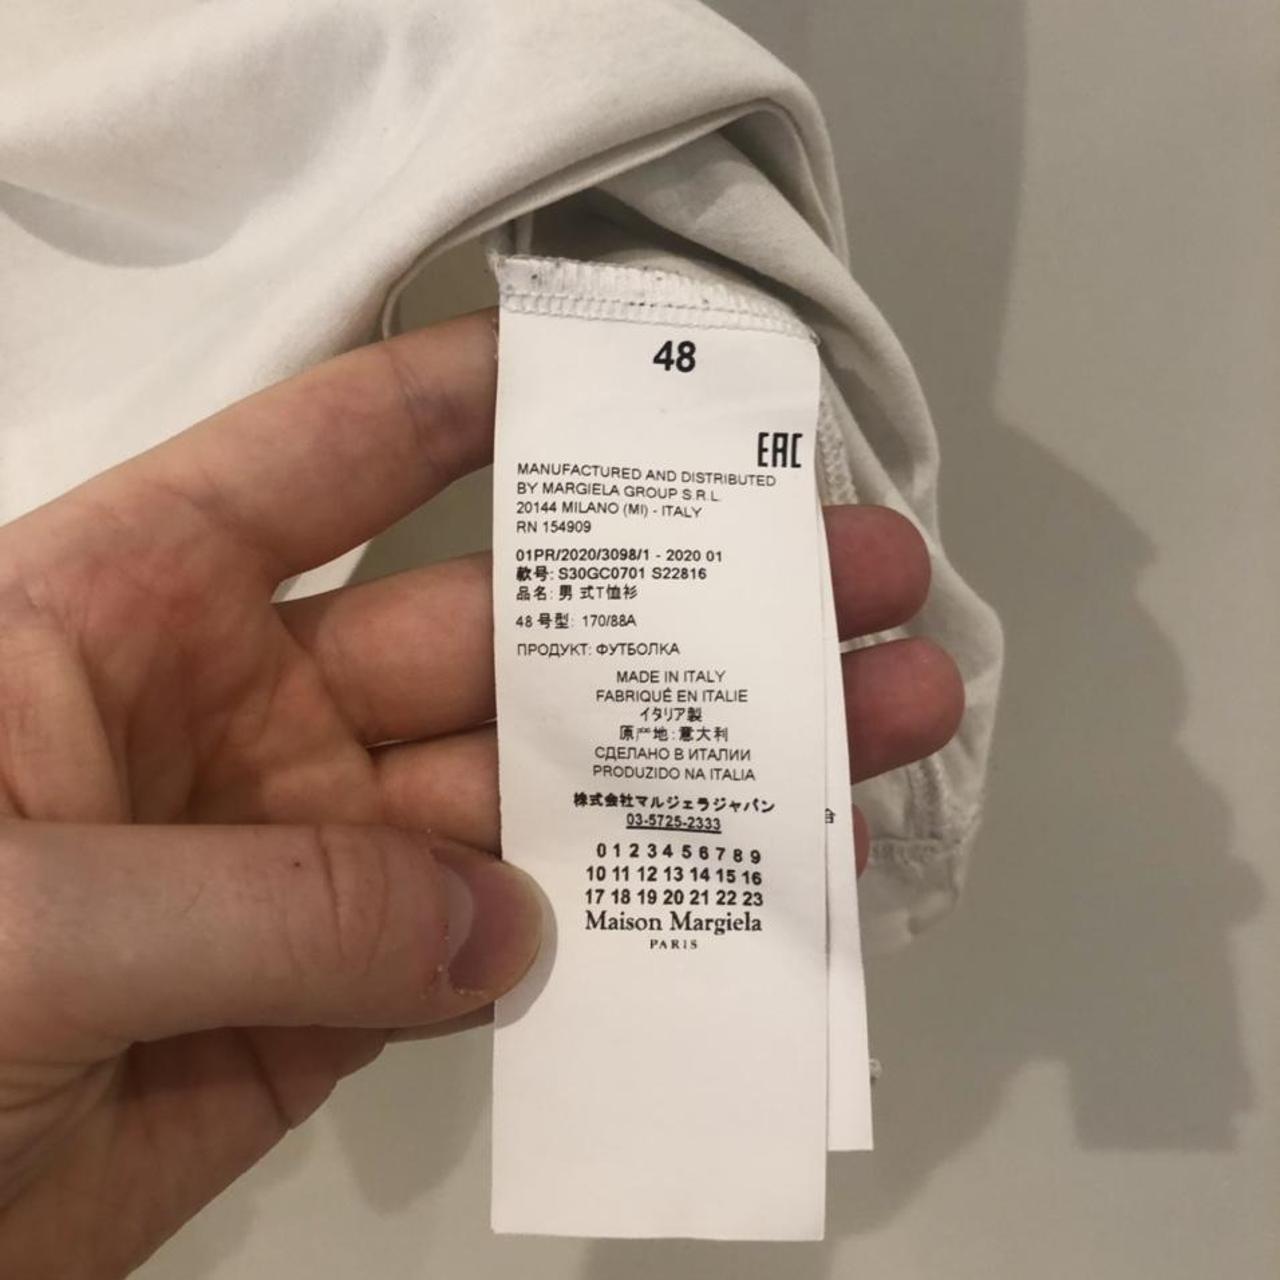 48
EAC
MANUFACTURED AND DISTRIBUTED
BY MARGIELA GROUP S.R.L.
20144 MILANO (MI) - ITALY
RN 154909
01PR/2020/3098/1 - 2020 01
款号: S30GC0701 S22816
品名: 男 式T恤衫
48 号型: 170/88A
ПРОДУКТ: ФУТБОЛКА
MADE IN ITALY
FABRIQUÉ EN ITALIE
イタリア製
原产地: 意大利
СДЕЛАНО В ИТАЛИИ
PRODUZIDO NA ITALIA
株式会社マルジェラジャパン
03-5725-2333
0 1 2 3 4 5 6 7 8 9
10 11 12 13 14 15 16
17 18 19 20 21 22 23
Maison Margiela
PARIS